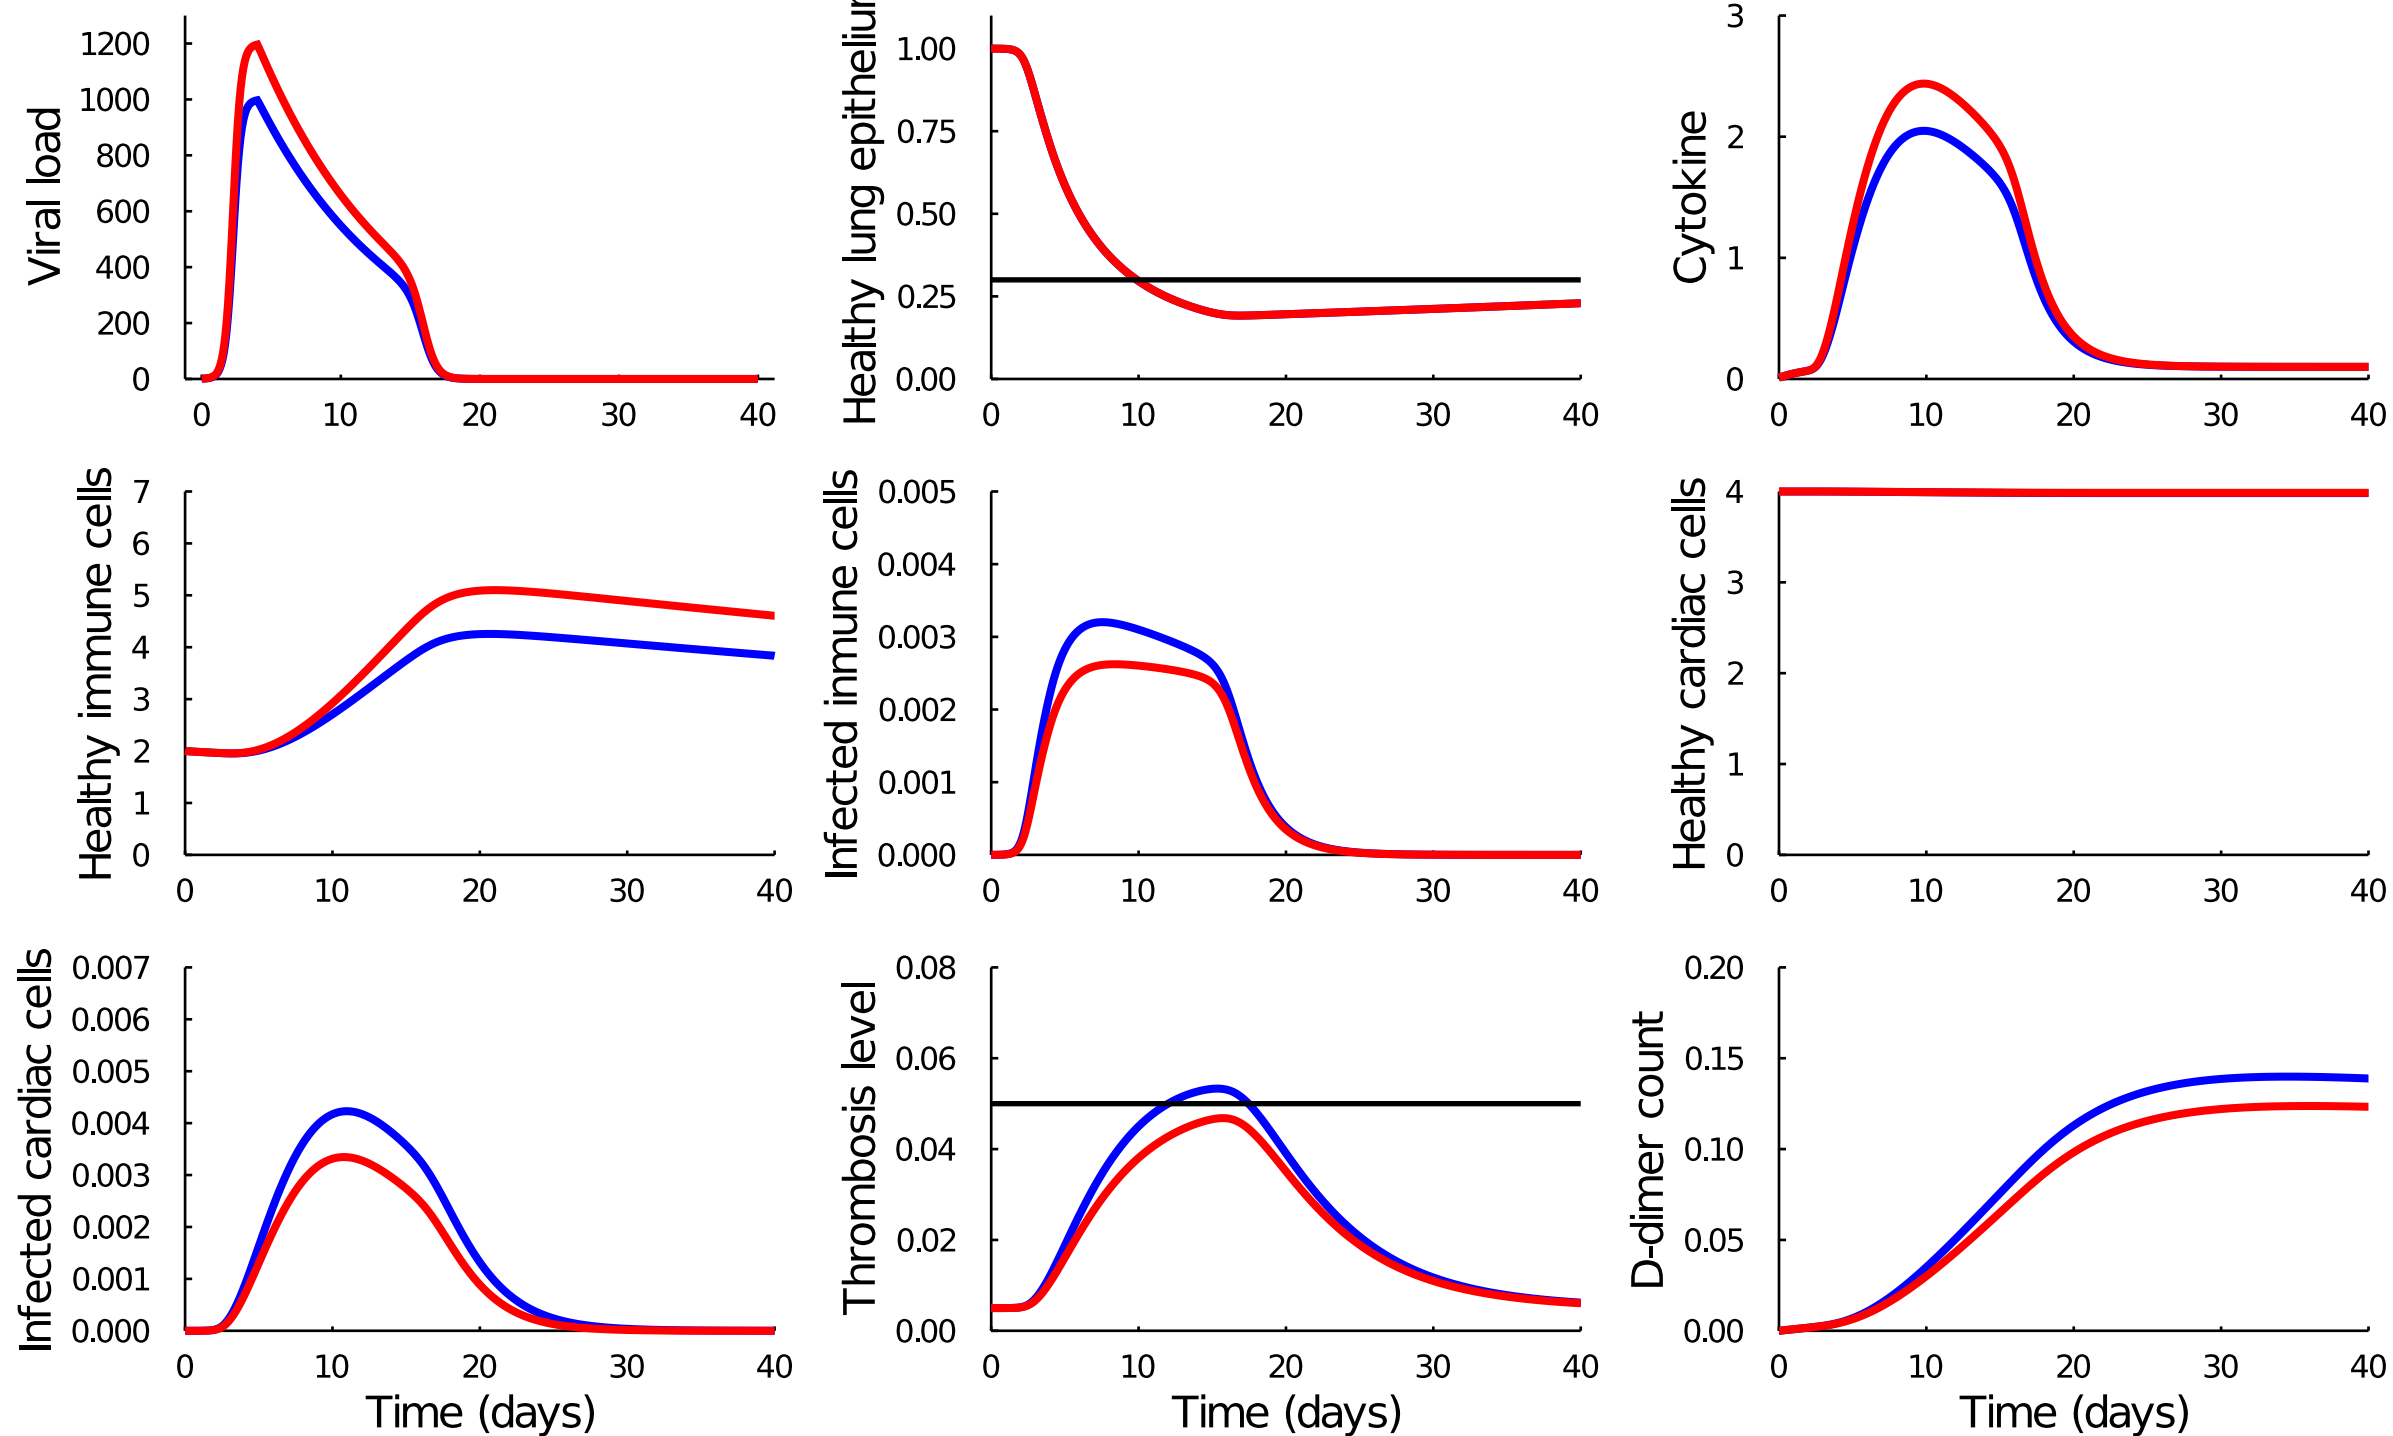 Viral load
1200
1000
800
600
400
200
0
0 10 20 30 40
Healthy lung epithelium
1.00
0.75
0.50
0.25
0.00
0 10 20 30 40
Cytokine
3
2
1
0
0 10 20 30 40
Healthy immune cells
7
6
5
4
3
2
1
0
0 10 20 30 40
Infected inmune cells
0.005
0.004
0.003
0.002
0.001
0.000
0 10 20 30 40
Healthy cardiac cells
4
3
2
1
0
0 10 20 30 40
Infected cardiac cells
0.007
0.006
0.005
0.004
0.003
0.002
0.001
0.000
0 10 20 30 40
Time (days)
Thrombosis level
0.08
0.06
0.04
0.02
0.00
0 10 20 30 40
Time (days)
D-dimer count
0.20
0.15
0.10
0.05
0.00
0 10 20 30 40
Time (days)